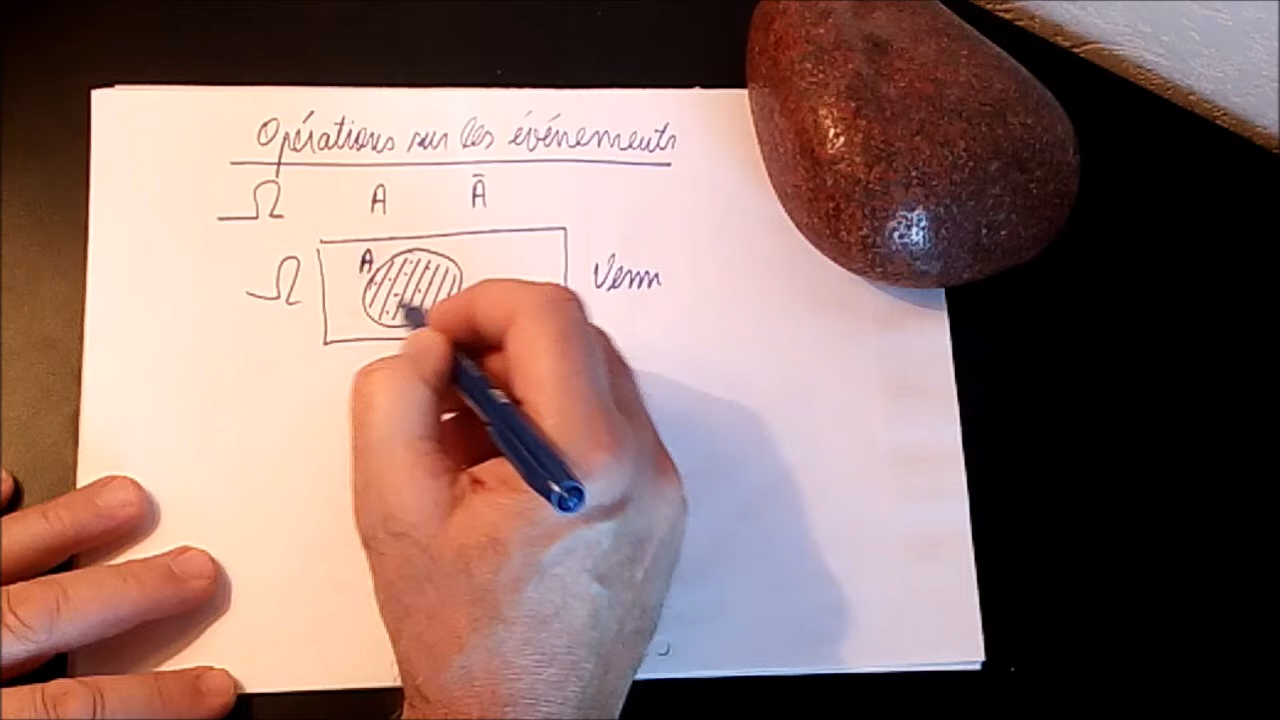 Opérations sur les événements
Ω A Ā
Ω A Venn